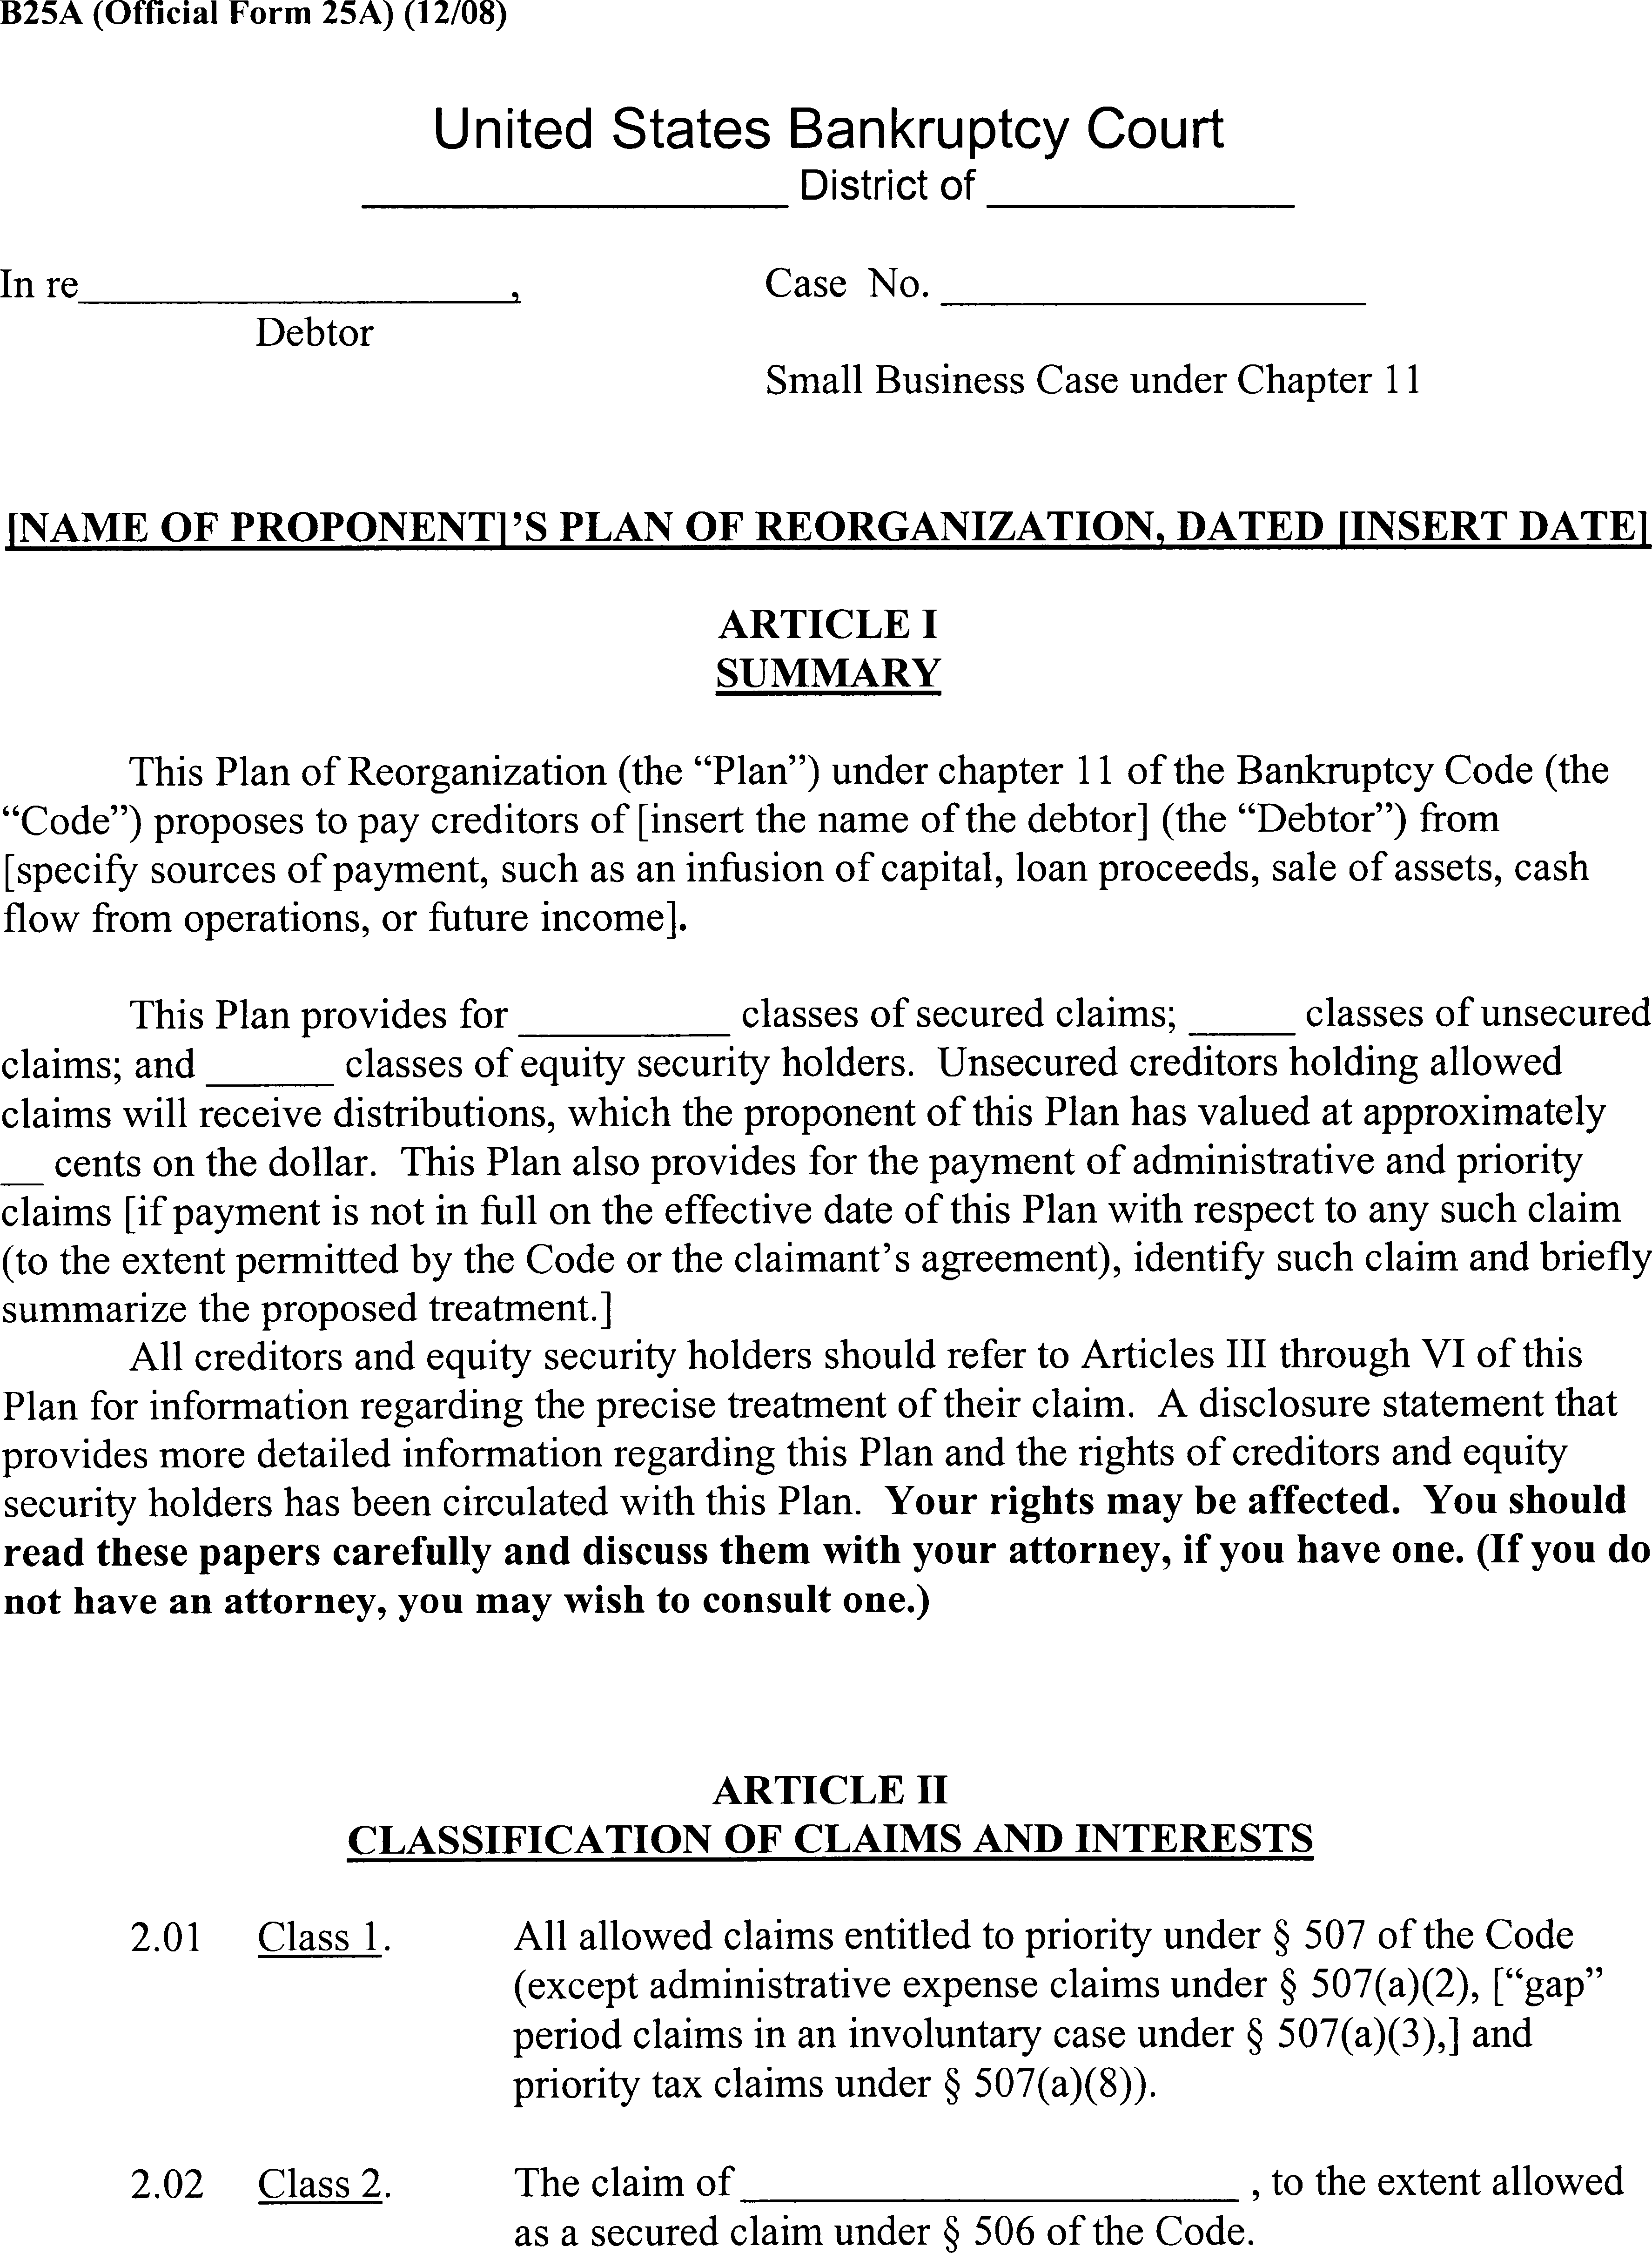 B25A (Official Form 25A) (12/08)
United States Bankruptcy Court
____________________ District of ______________
In re____________________,
Case No. ____________________
Debtor
Small Business Case under Chapter 11
[NAME OF PROPONENT]’S PLAN OF REORGANIZATION, DATED [INSERT DATE]
ARTICLE I
SUMMARY
This Plan of Reorganization (the “Plan”) under chapter 11 of the Bankruptcy Code (the
“Code”) proposes to pay creditors of [insert the name of the debtor] (the “Debtor”) from
[specify sources of payment, such as an infusion of capital, loan proceeds, sale of assets, cash
flow from operations, or future income].
This Plan provides for __________ classes of secured claims; _____ classes of unsecured
claims; and ______ classes of equity security holders. Unsecured creditors holding allowed
claims will receive distributions, which the proponent of this Plan has valued at approximately
__ cents on the dollar. This Plan also provides for the payment of administrative and priority
claims [if payment is not in full on the effective date of this Plan with respect to any such claim
(to the extent permitted by the Code or the claimant’s agreement), identify such claim and briefly
summarize the proposed treatment.]
All creditors and equity security holders should refer to Articles III through VI of this
Plan for information regarding the precise treatment of their claim. A disclosure statement that
provides more detailed information regarding this Plan and the rights of creditors and equity
security holders has been circulated with this Plan. Your rights may be affected. You should
read these papers carefully and discuss them with your attorney, if you have one. (If you do
not have an attorney, you may wish to consult one.)
ARTICLE II
CLASSIFICATION OF CLAIMS AND INTERESTS
2.01 Class 1. All allowed claims entitled to priority under § 507 of the Code
(except administrative expense claims under § 507(a)(2), [“gap”
period claims in an involuntary case under § 507(a)(3),] and
priority tax claims under § 507(a)(8)).
2.02 Class 2. The claim of ________________________ , to the extent allowed
as a secured claim under § 506 of the Code.